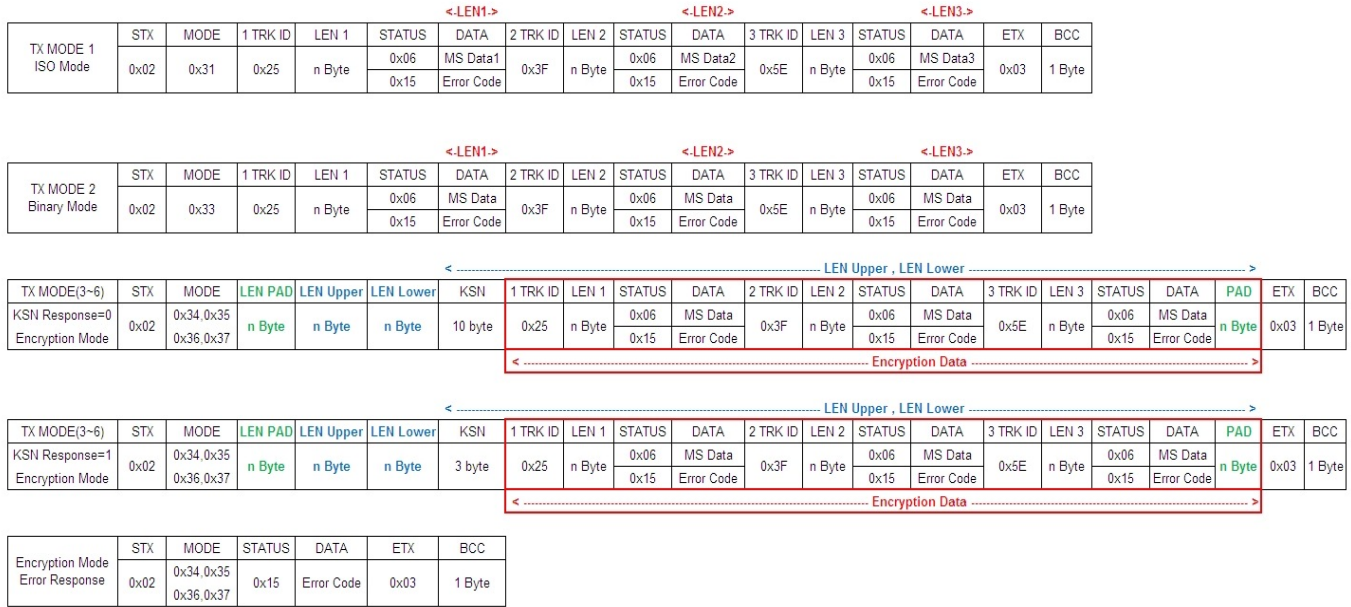 <-LEN1-> <-LEN2-> <-LEN3->
STX MODE 1 TRK ID LEN 1 STATUS DATA 2 TRK ID LEN 2 STATUS DATA 3 TRK ID LEN 3 STATUS DATA ETX BCC
TX MODE 1
ISO Mode
0x02 0x31 0x25 n Byte 0x06 MS Data1 0x3F n Byte 0x06 MS Data2 0x5E n Byte 0x06 MS Data3 0x03 1 Byte
0x15 Error Code 0x15 Error Code 0x15 Error Code
<-LEN1-> <-LEN2-> <-LEN3->
STX MODE 1 TRK ID LEN 1 STATUS DATA 2 TRK ID LEN 2 STATUS DATA 3 TRK ID LEN 3 STATUS DATA ETX BCC
TX MODE 2
Binary Mode
0x02 0x33 0x25 n Byte 0x06 MS Data 0x3F n Byte 0x06 MS Data 0x5E n Byte 0x06 MS Data 0x03 1 Byte
0x15 Error Code 0x15 Error Code 0x15 Error Code
LEN Upper , LEN Lower
TX MODE(3~6) STX MODE LEN PAD LEN Upper LEN Lower KSN 1 TRK ID LEN 1 STATUS DATA 2 TRK ID LEN 2 STATUS DATA 3 TRK ID LEN 3 STATUS DATA PAD ETX BCC
KSN Response=0 0x02 0x34,0x35 n Byte n Byte n Byte 10 byte 0x25 n Byte 0x06 MS Data 0x3F n Byte 0x06 MS Data 0x5E n Byte 0x06 MS Data n Byte 0x03 1 Byte
Encryption Mode 0x36,0x37 0x15 Error Code 0x15 Error Code 0x15 Error Code
Encryption Data
LEN Upper , LEN Lower
TX MODE(3~6) STX MODE LEN PAD LEN Upper LEN Lower KSN 1 TRK ID LEN 1 STATUS DATA 2 TRK ID LEN 2 STATUS DATA 3 TRK ID LEN 3 STATUS DATA PAD ETX BCC
KSN Response=1 0x02 0x34,0x35 n Byte n Byte n Byte 3 byte 0x25 n Byte 0x06 MS Data 0x3F n Byte 0x06 MS Data 0x5E n Byte 0x06 MS Data n Byte 0x03 1 Byte
Encryption Mode 0x36,0x37 0x15 Error Code 0x15 Error Code 0x15 Error Code
Encryption Data
STX MODE STATUS DATA ETX BCC
Encryption Mode
Error Response
0x02 0x34,0x35 0x15 Error Code 0x03 1 Byte
0x36,0x37